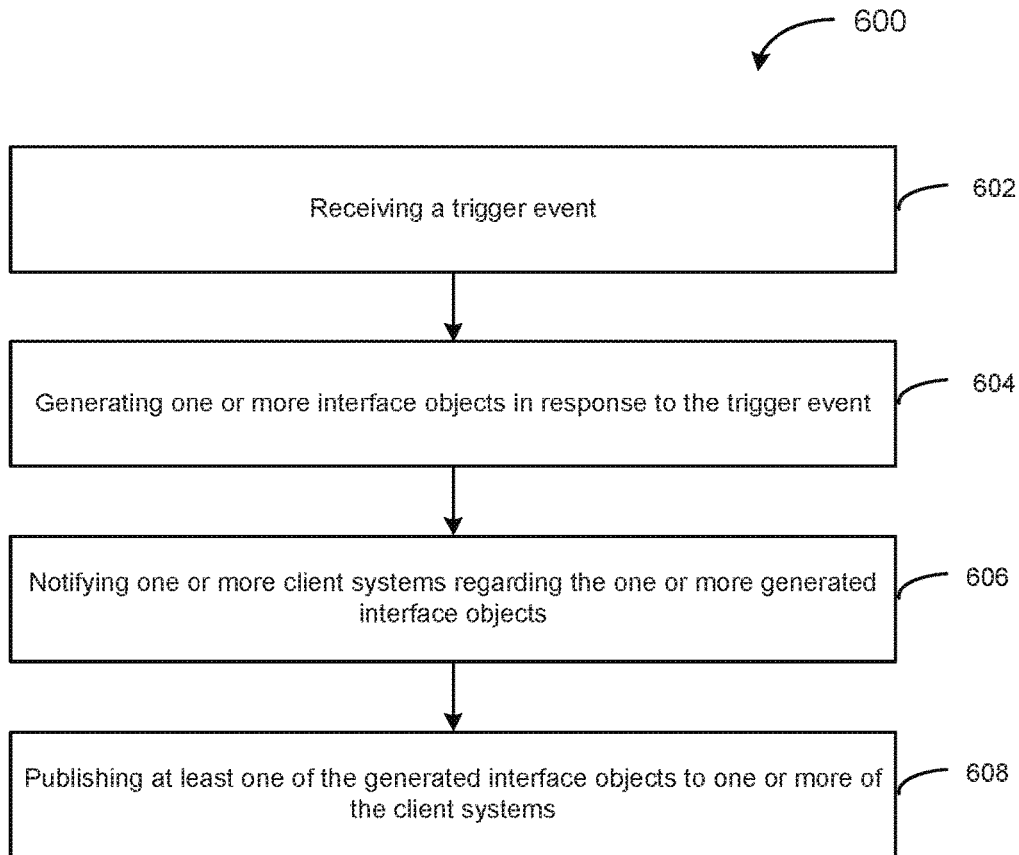 600
Receiving a trigger event
602
Generating one or more interface objects in response to the trigger event
604
Notifying one or more client systems regarding the one or more generated
interface objects
606
Publishing at least one of the generated interface objects to one or more of
the client systems
608